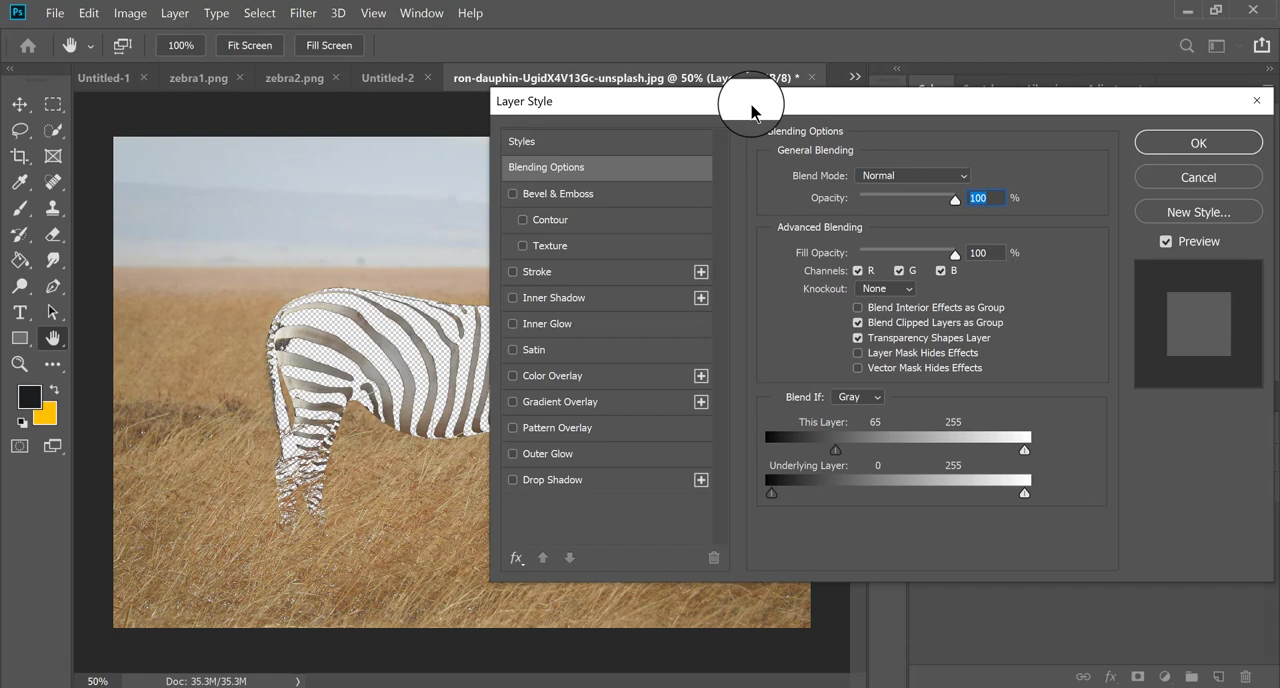 Ps File Edit Image Layer Type Select Filter 3D View Window Help
100% Fit Screen Fill Screen
Untitled-1 zebra1.png zebra2.png Untitled-2 ron-dauphin-UgidX4V13Gc-unsplash.jpg @ 50%
Layer Style
Styles
Blending Options
Bevel & Emboss
Contour
Texture
Stroke
Inner Shadow
Inner Glow
Satin
Color Overlay
Gradient Overlay
Pattern Overlay
Outer Glow
Drop Shadow
fx
Blending Options
General Blending
Blend Mode: Normal
Opacity: 100 %
Advanced Blending
Fill Opacity: 100 %
Channels: R G B
Knockout: None
Blend Interior Effects as Group
Blend Clipped Layers as Group
Transparency Shapes Layer
Layer Mask Hides Effects
Vector Mask Hides Effects
Blend If: Gray
This Layer: 65 255
Underlying Layer: 0 255
OK
Cancel
New Style...
Preview
50% Doc: 35.3M/35.3M
fx